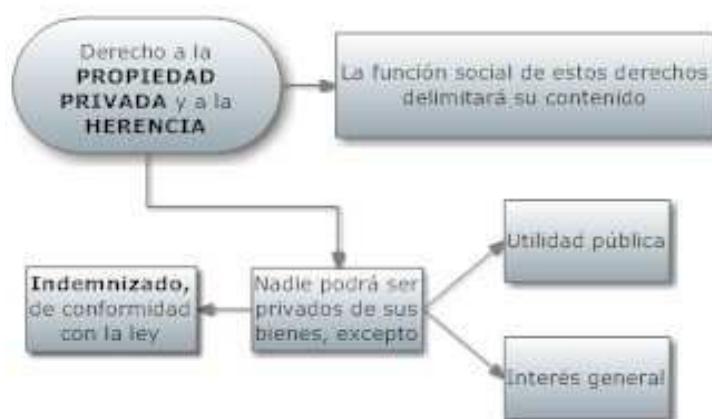 Derecho a la
PROPIEDAD
PRIVADA y a la
HERENCIA
La función social de estos derechos
delimitará su contenido
Utilidad pública
Indemnizado,
de conformidad
con la ley
Nadie podrá ser
privados de sus
bienes, excepto
Interés general